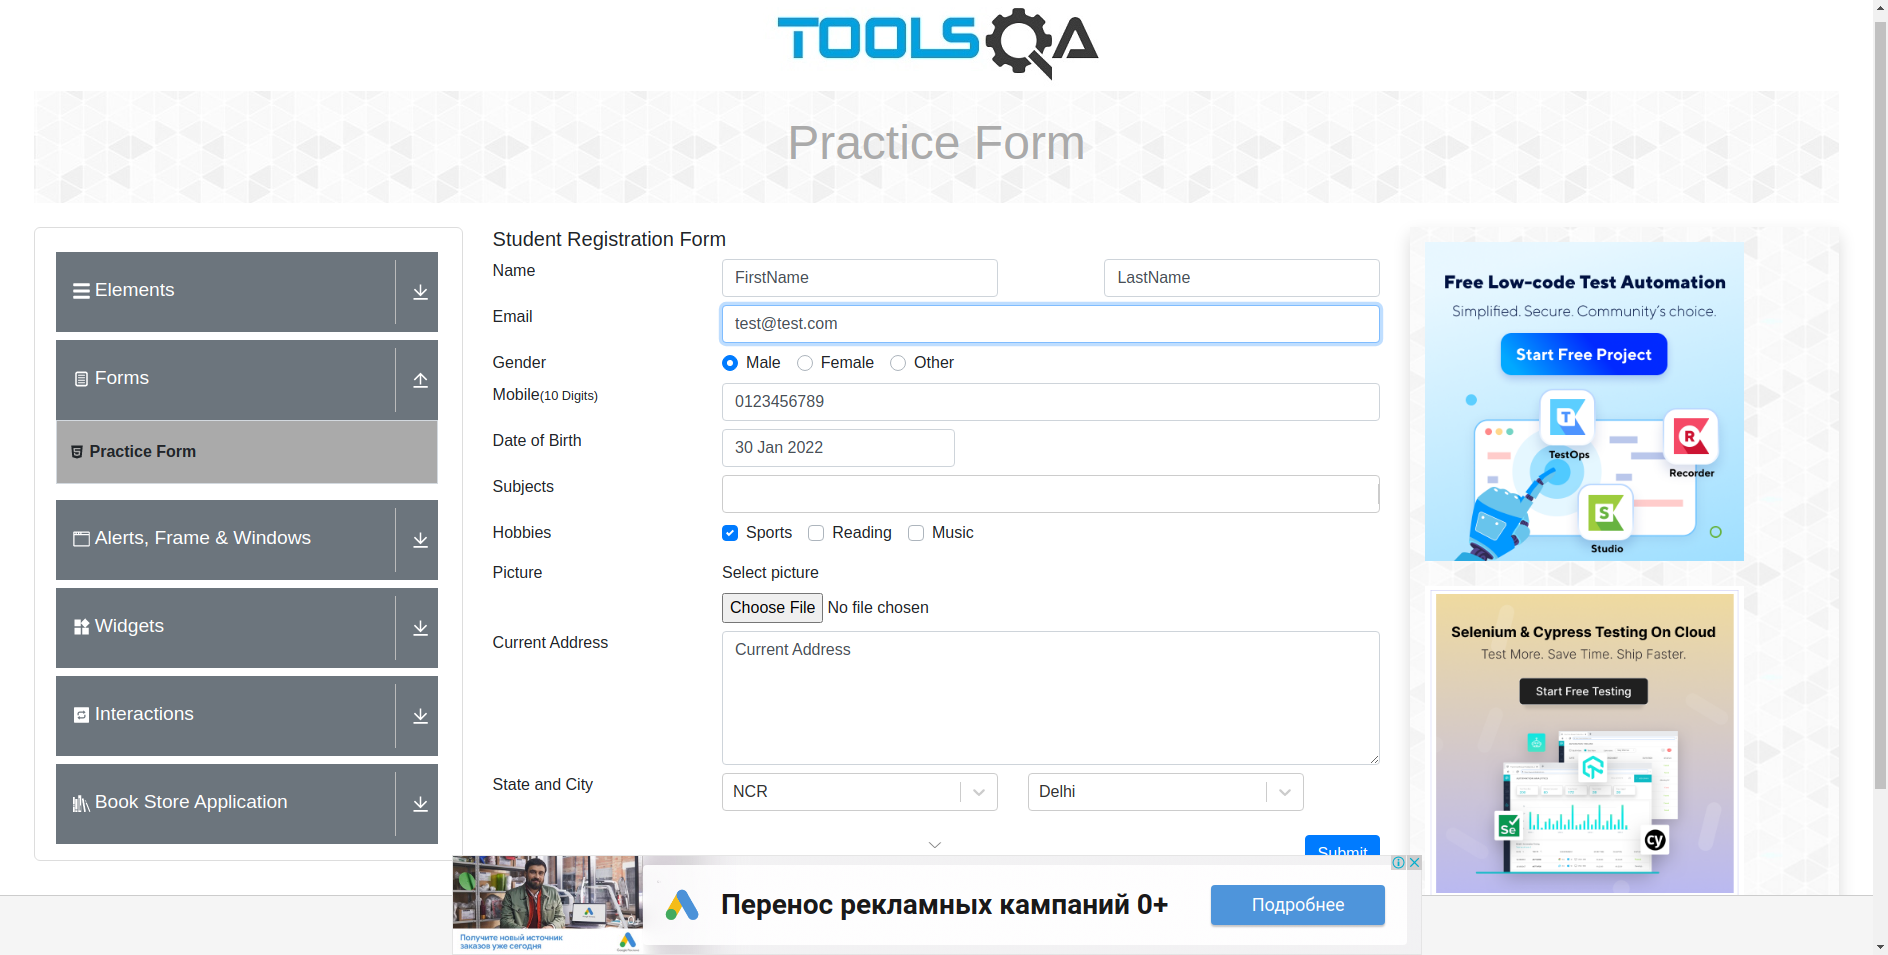 TOOLSQA
Practice Form
Elements
Forms
Practice Form
Alerts, Frame & Windows
Widgets
Interactions
Book Store Application
Student Registration Form
Name
FirstName
LastName
Email
test@test.com
Gender
Male
Female
Other
Mobile(10 Digits)
0123456789
Date of Birth
30 Jan 2022
Subjects
Hobbies
Sports
Reading
Music
Picture
Select picture
Choose File No file chosen
Current Address
Current Address
State and City
NCR
Delhi
Submit
Free Low-code Test Automation
Simplified. Secure. Community's choice.
Start Free Project
T
TestOps
R
Recorder
S
Studio
Selenium & Cypress Testing On Cloud
Test More. Save Time. Ship Faster.
Start Free Testing
Se
cy
Получите новый источник
заказов уже сегодня
Перенос рекламных кампаний 0+
Подробнее